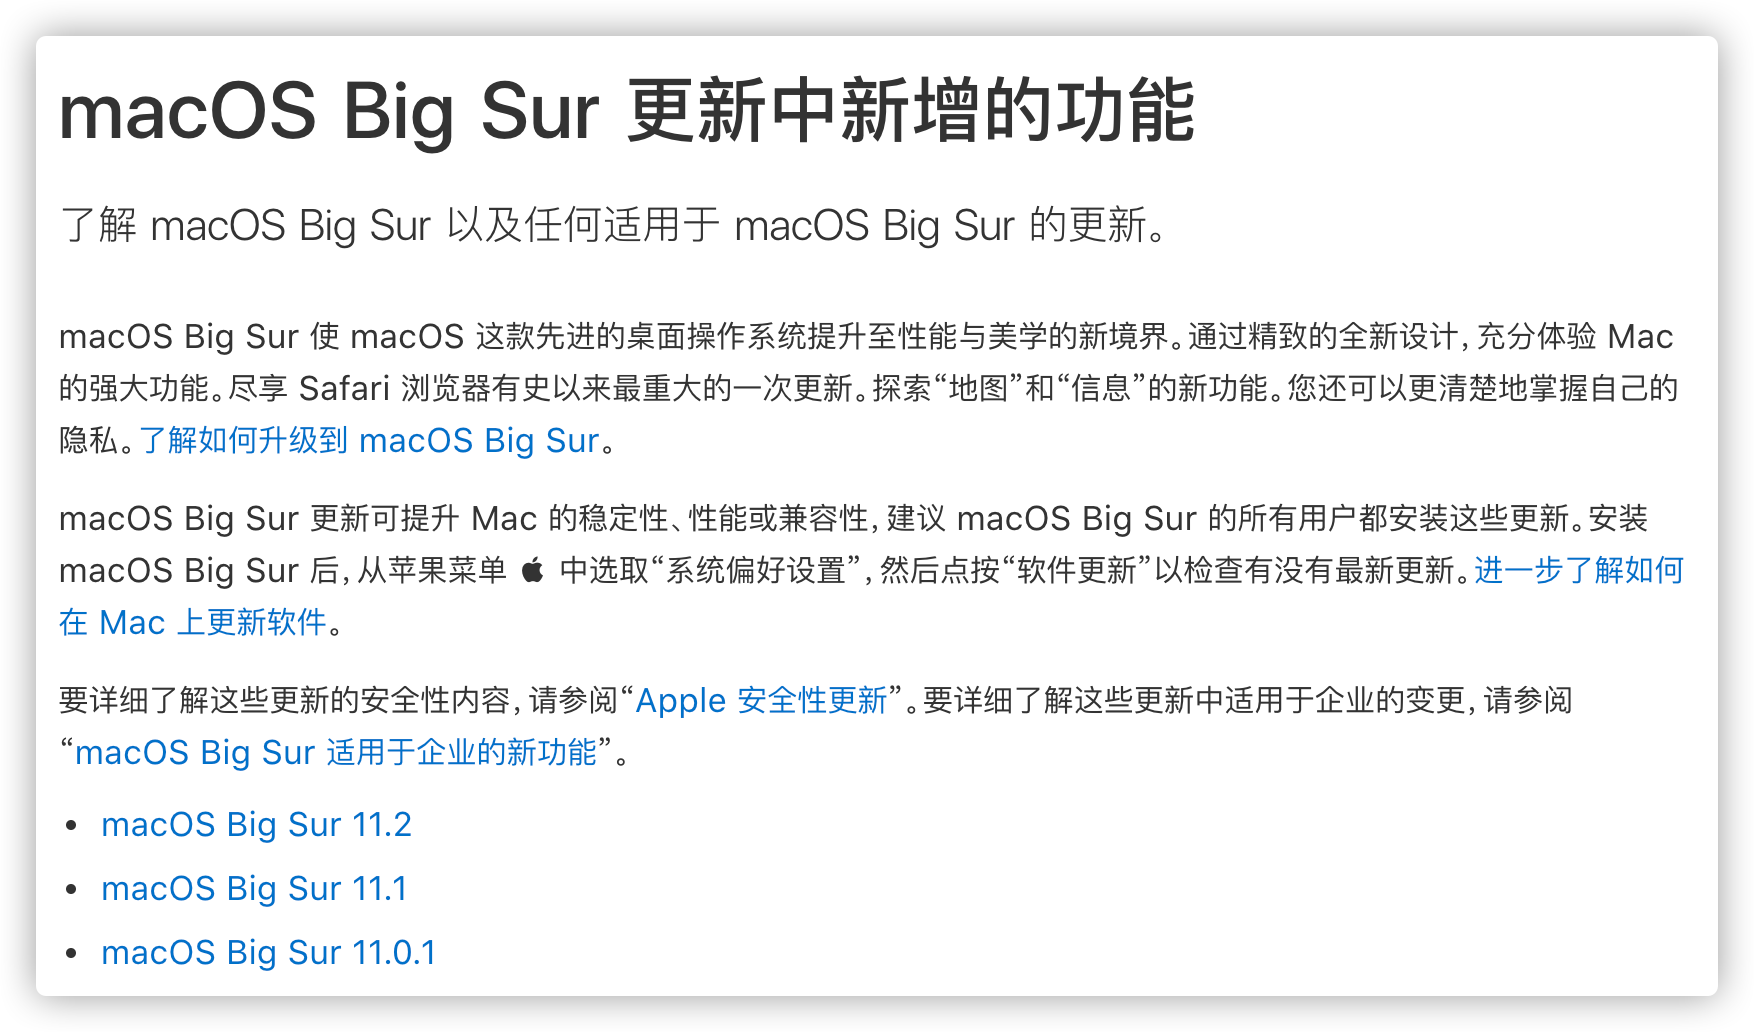 macOS Big Sur 更新中新增的功能
了解 macOS Big Sur 以及任何适用于 macOS Big Sur 的更新。
macOS Big Sur 使 macOS 这款先进的桌面操作系统提升至性能与美学的新境界。通过精致的全新设计，充分体验 Mac
的强大功能。尽享 Safari 浏览器有史以来最重大的一次更新。探索“地图”和“信息”的新功能。您还可以更清楚地掌握自己的
隐私。了解如何升级到 macOS Big Sur。
macOS Big Sur 更新可提升 Mac 的稳定性、性能或兼容性，建议 macOS Big Sur 的所有用户都安装这些更新。安装
macOS Big Sur 后，从苹果菜单  中选取“系统偏好设置”，然后点按“软件更新”以检查有没有最新更新。进一步了解如何
在 Mac 上更新软件。
要详细了解这些更新的安全性内容，请参阅“Apple 安全性更新”。要详细了解这些更新中适用于企业的变更，请参阅
“macOS Big Sur 适用于企业的新功能”。
• macOS Big Sur 11.2
• macOS Big Sur 11.1
• macOS Big Sur 11.0.1